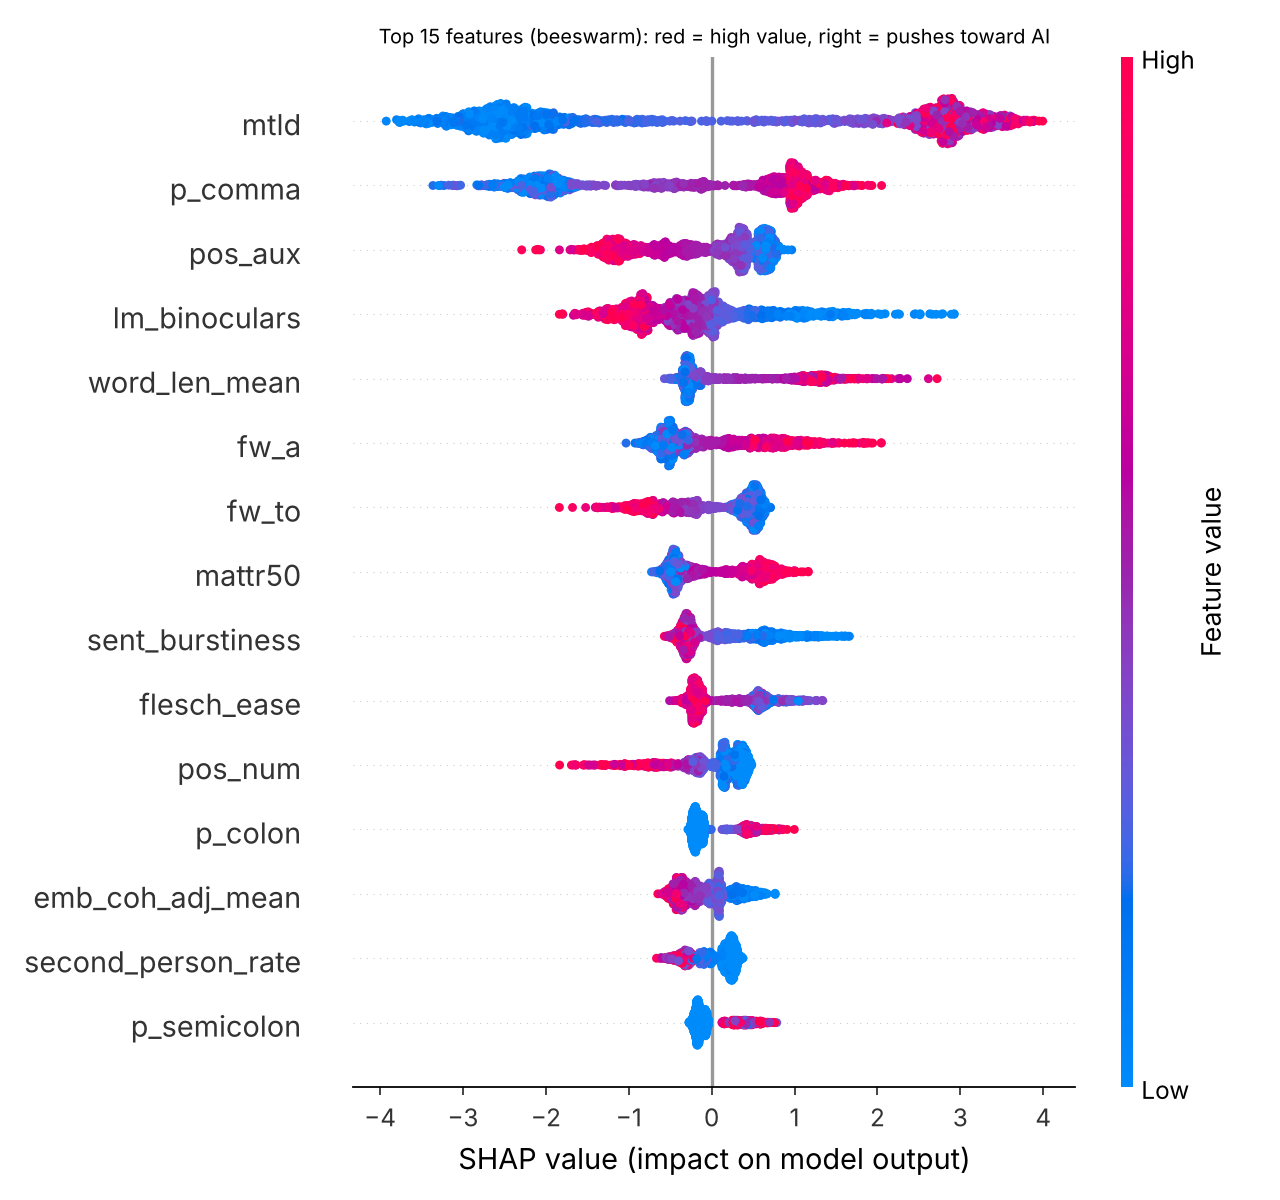 Top 15 features (beeswarm): red = high value, right = pushes toward AI
High
mtld
p_comma
pos_aux
lm_binoculars
word_len_mean
fw_a
fw_to
mattr50
sent_burstiness
flesch_ease
pos_num
p_colon
emb_coh_adj_mean
second_person_rate
p_semicolon
Feature value
Low
−4 −3 −2 −1 0 1 2 3 4
SHAP value (impact on model output)